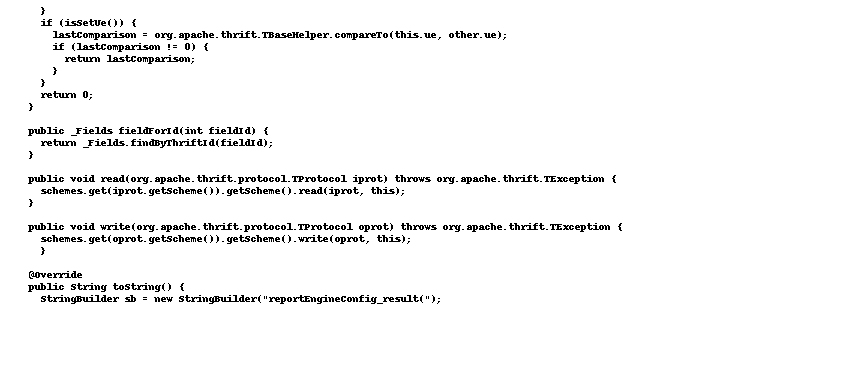 }
if (isSetUe()) {
lastComparison = org.apache.thrift.TBaseHelper.compareTo(this.ue, other.ue);
if (lastComparison != 0) {
return lastComparison;
}
}
return 0;
}
public _Fields fieldForId(int fieldId) {
return _Fields.findByThriftId(fieldId);
}
public void read(org.apache.thrift.protocol.TProtocol iprot) throws org.apache.thrift.TException {
schemes.get(iprot.getScheme()).getScheme().read(iprot, this);
}
public void write(org.apache.thrift.protocol.TProtocol oprot) throws org.apache.thrift.TException {
schemes.get(oprot.getScheme()).getScheme().write(oprot, this);
}
@Override
public String toString() {
StringBuilder sb = new StringBuilder("reportEngineConfig_result(");